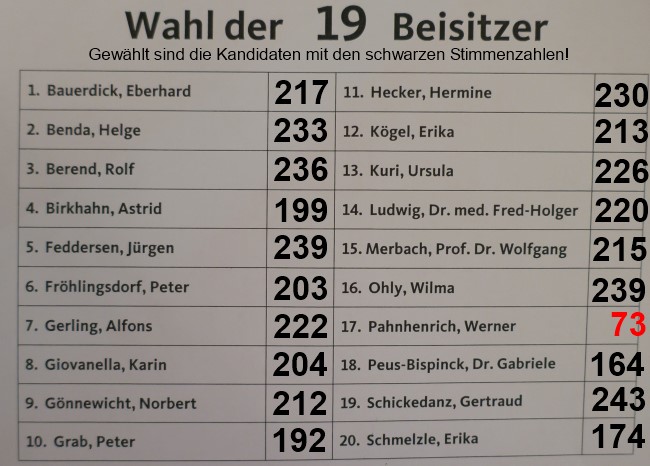 Wahl der 19 Beisitzer
Gewählt sind die Kandidaten mit den schwarzen Stimmenzahlen!
1. Bauerdick, Eberhard 217
2. Benda, Helge 233
3. Berend, Rolf 236
4. Birkhahn, Astrid 199
5. Feddersen, Jürgen 239
6. Fröhlingsdorf, Peter 203
7. Gerling, Alfons 222
8. Giovanella, Karin 204
9. Gönnewicht, Norbert 212
10. Grab, Peter 192
11. Hecker, Hermine 230
12. Kögel, Erika 213
13. Kuri, Ursula 226
14. Ludwig, Dr. med. Fred-Holger 220
15. Merbach, Prof. Dr. Wolfgang 215
16. Ohly, Wilma 239
17. Pahnhenrich, Werner 73
18. Peus-Bispinck, Dr. Gabriele 164
19. Schickedanz, Gertraud 243
20. Schmelzle, Erika 174